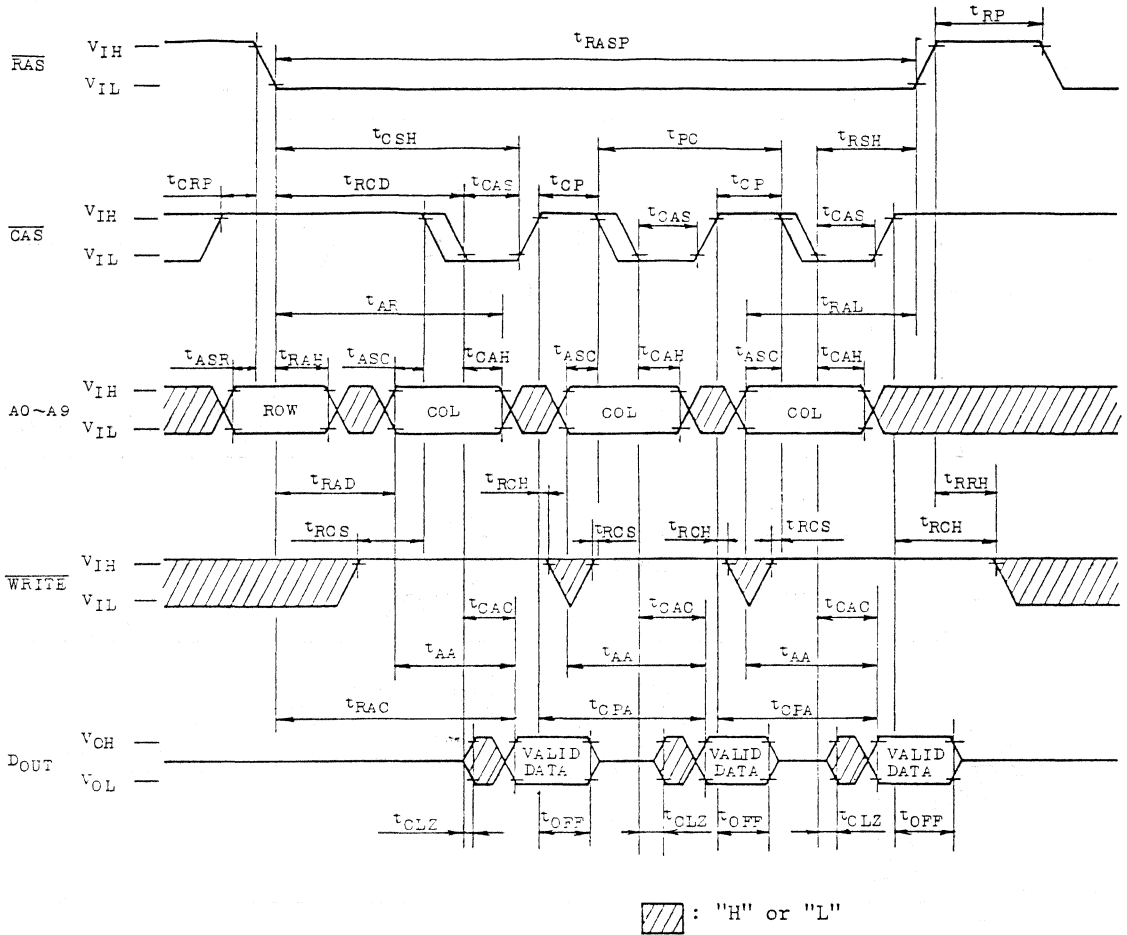 tRP
tRASP
RAS
VIH
VIL
tCSH
tPC
tRSH
tCRP
tRCD
tCAS
tCP
tCP
CAS
VIH
VIL
tCAS
tCAS
tAR
tRAL
tASR
tRAH
tASC
tCAH
tASC
tCAH
tASC
tCAH
A0~A9
VIH
VIL
ROW
COL
COL
COL
tRAD
tRCH
tRRH
tRCS
tRCS
tRCH
tRCS
tRCH
WRITE
VIH
VIL
tCAC
tCAC
tCAC
tAA
tAA
tAA
tRAC
tCPA
tCPA
DOUT
VOH
VOL
VALID DATA
VALID DATA
VALID DATA
tCLZ
tOFF
tCLZ
tOFF
tCLZ
tOFF
: "H" or "L"